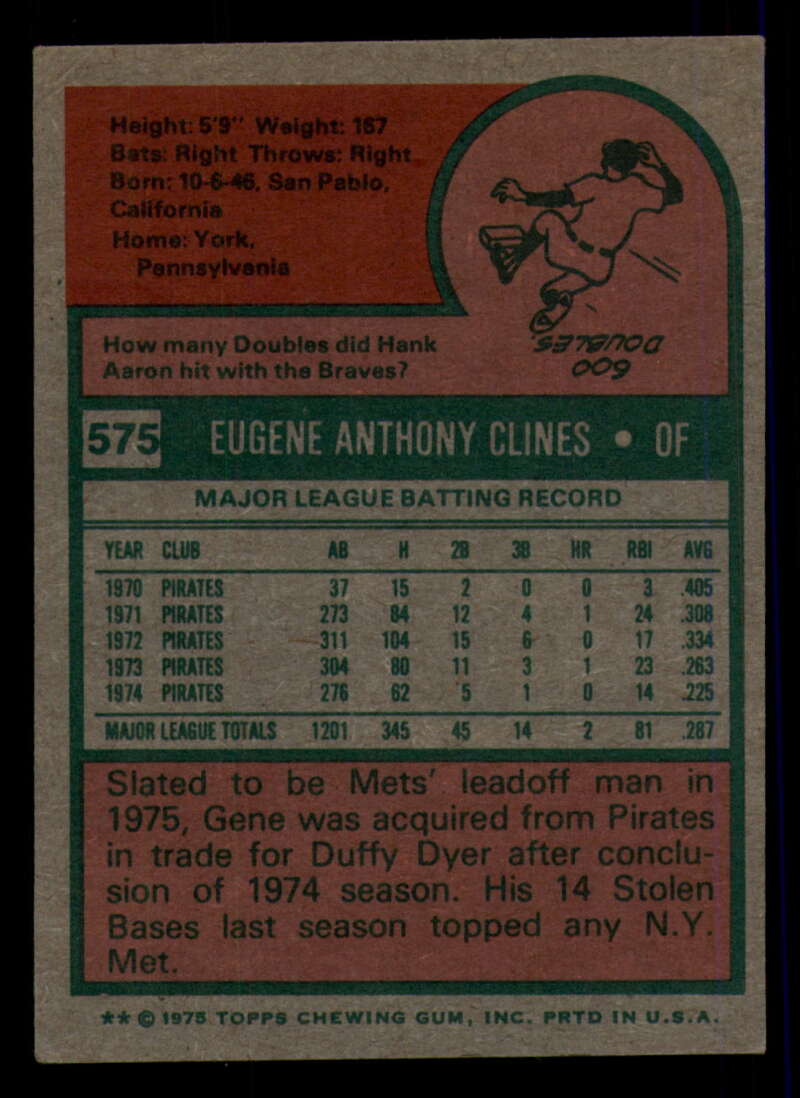 Height: 5'9" Weight: 167
Bats: Right Throws: Right
Born: 10-6-46, San Pablo,
California
Home: York,
Pennsylvania
How many Doubles did Hank
Aaron hit with the Braves?
600
DOUBLES.
575 EUGENE ANTHONY CLINES • OF
MAJOR LEAGUE BATTING RECORD
YEAR CLUB AB H 2B 3B HR RBI AVG
1970 PIRATES 37 15 2 0 0 3 .405
1971 PIRATES 273 84 12 4 1 24 .308
1972 PIRATES 311 104 15 6 0 17 .334
1973 PIRATES 304 80 11 3 1 23 .263
1974 PIRATES 276 62 5 1 0 14 .225
MAJOR LEAGUE TOTALS 1201 345 45 14 2 81 .287
Slated to be Mets' leadoff man in
1975, Gene was acquired from Pirates
in trade for Duffy Dyer after conclu-
sion of 1974 season. His 14 Stolen
Bases last season topped any N.Y.
Met.
** © 1975 TOPPS CHEWING GUM, INC. PRTD IN U.S.A.